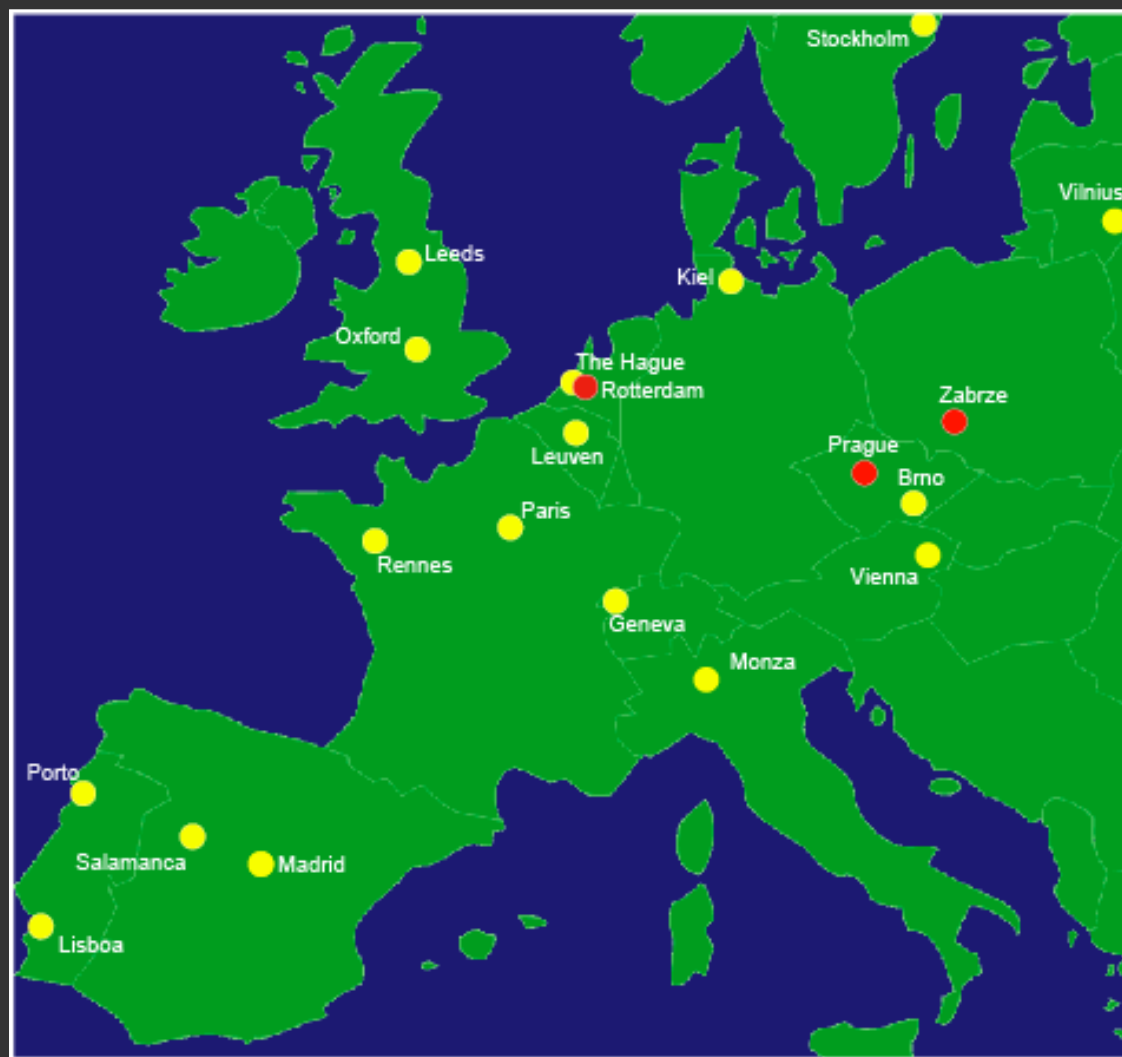 Stockholm
Vilnius
Leeds
Kiel
Oxford
The Hague
Rotterdam
Zabrze
Prague
Leuven
Brno
Paris
Rennes
Vienna
Geneva
Monza
Porto
Salamanca
Madrid
Lisboa